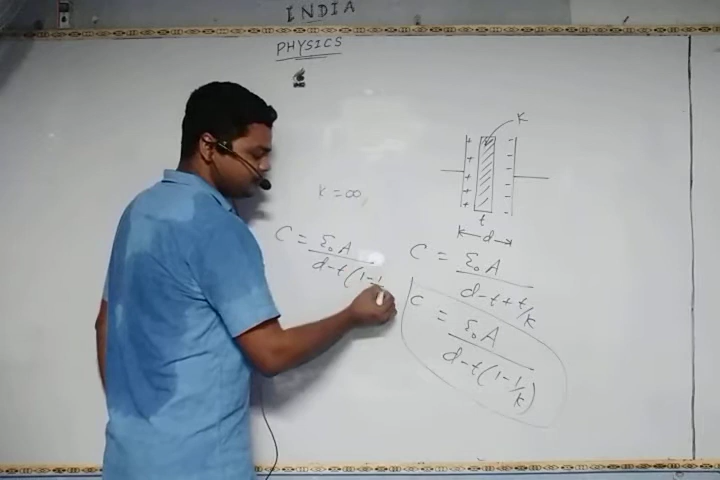 INDIA
PHYSICS
K
+ + + + +
- - - - -
t
d
K = ∞
C = ε₀A / d-t(1-1
C = ε₀A / d-t+t/K
C = ε₀A / d-t(1-1/K)